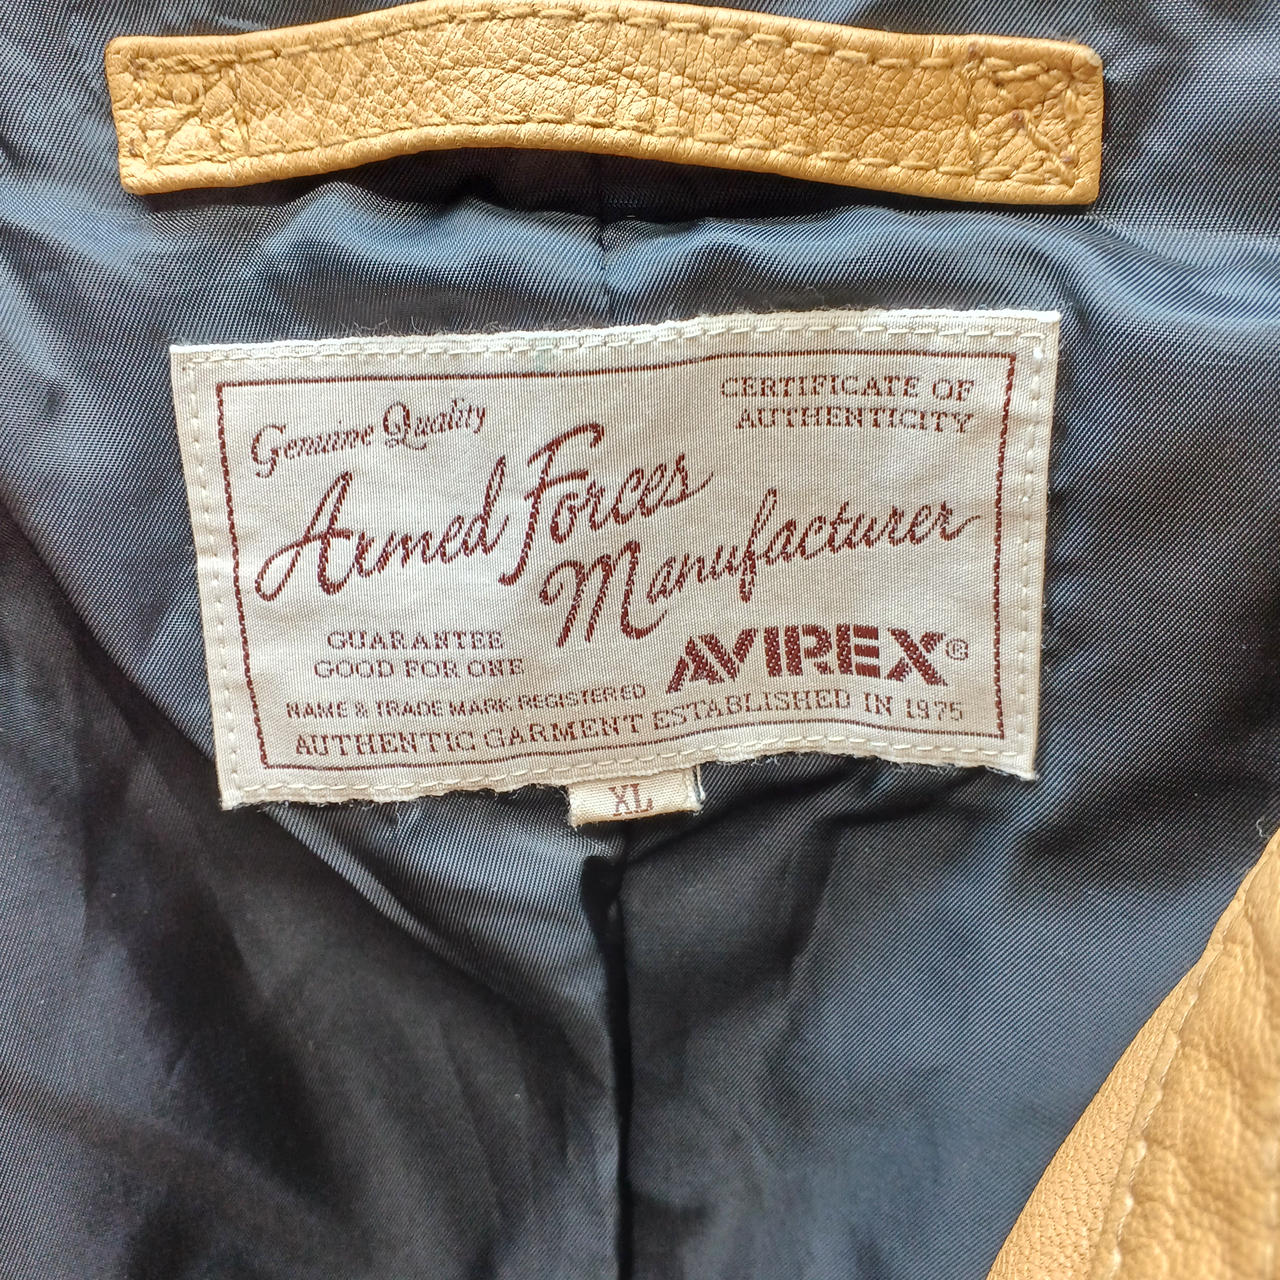 Genuine Quality
CERTIFICATE OF
AUTHENTICITY
Armed Forces
Manufacturer
GUARANTEE
GOOD FOR ONE
AVIREX®
NAME & TRADE MARK REGISTERED
AUTHENTIC GARMENT ESTABLISHED IN 1975
XL